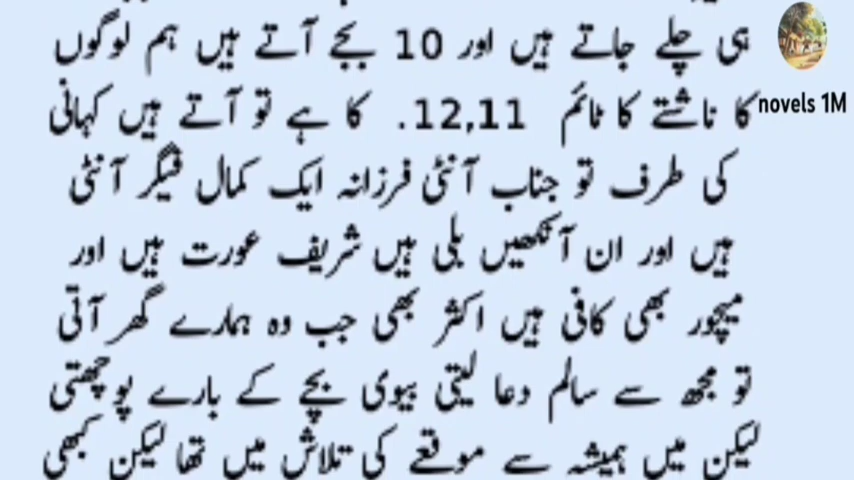 ہی چلے جاتے ہیں اور 10 بجے آتے ہیں ہم لوگوں
کا ناشتے کا ٹائم 12,11. کا ہے تو آتے ہیں کہانی
کی طرف تو جناب آنٹی فرزانہ ایک کمال فیگر آنٹی
ہیں اور ان آنکھیں بلی ہیں شریف عورت ہیں اور
میچور بھی کافی ہیں اکثر بھی جب وہ ہمارے گھر آتی
تو مجھ سے سالم دعا لیتی بیوی بچے کے بارے پوچھتی
لیکن میں ہمیشہ سے موقعے کی تلاش میں تھا لیکن کبھی
novels 1M